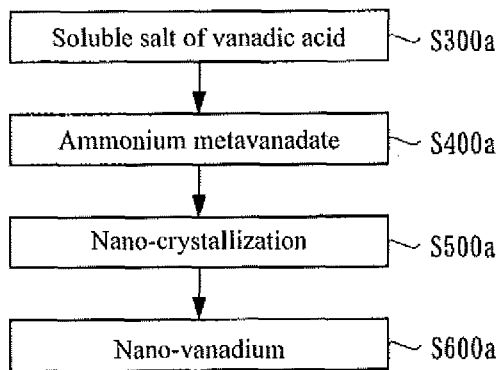 Soluble salt of vanadic acid S300a
Ammonium metavanadate S400a
Nano-crystallization S500a
Nano-vanadium S600a